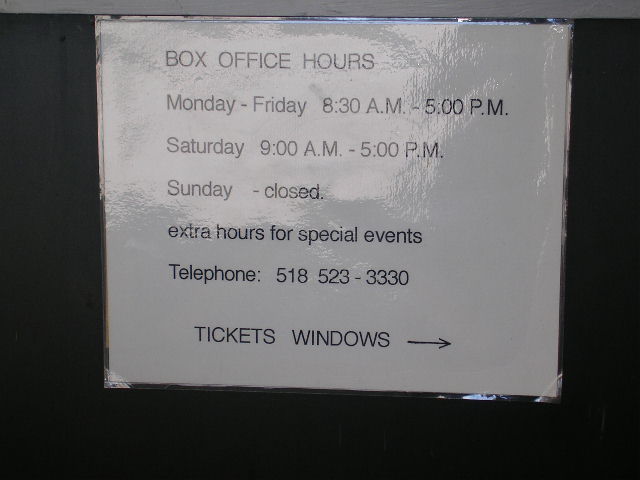 BOX OFFICE HOURS
Monday - Friday 8:30 A.M. - 5:00 P.M.
Saturday 9:00 A.M. - 5:00 P.M.
Sunday - closed.
extra hours for special events
Telephone: 518 523 - 3330
TICKETS WINDOWS →